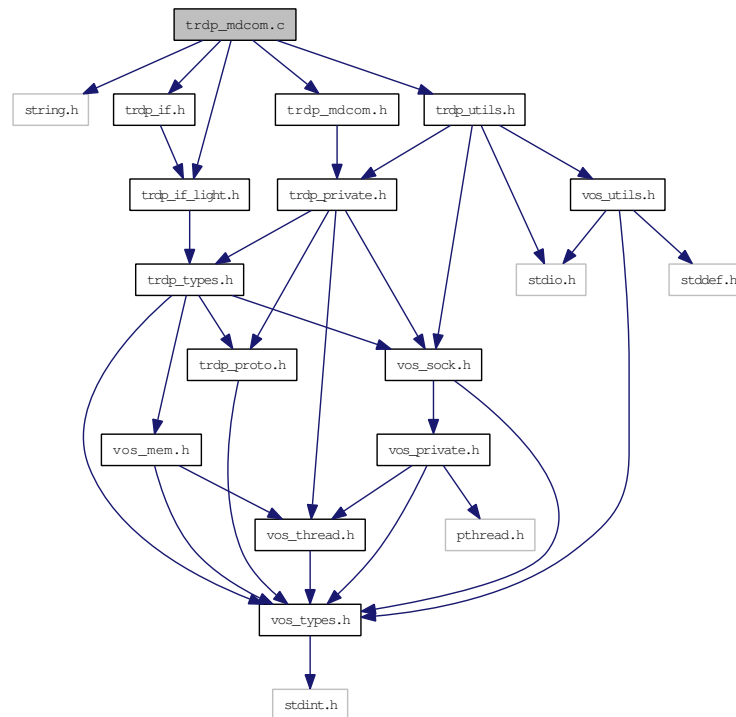 trdp_mdcom.c
string.h
trdp_if.h
trdp_mdcom.h
trdp_utils.h
trdp_if_light.h
trdp_private.h
vos_utils.h
trdp_types.h
stdio.h
stddef.h
trdp_proto.h
vos_sock.h
vos_mem.h
vos_private.h
vos_thread.h
pthread.h
vos_types.h
stdint.h